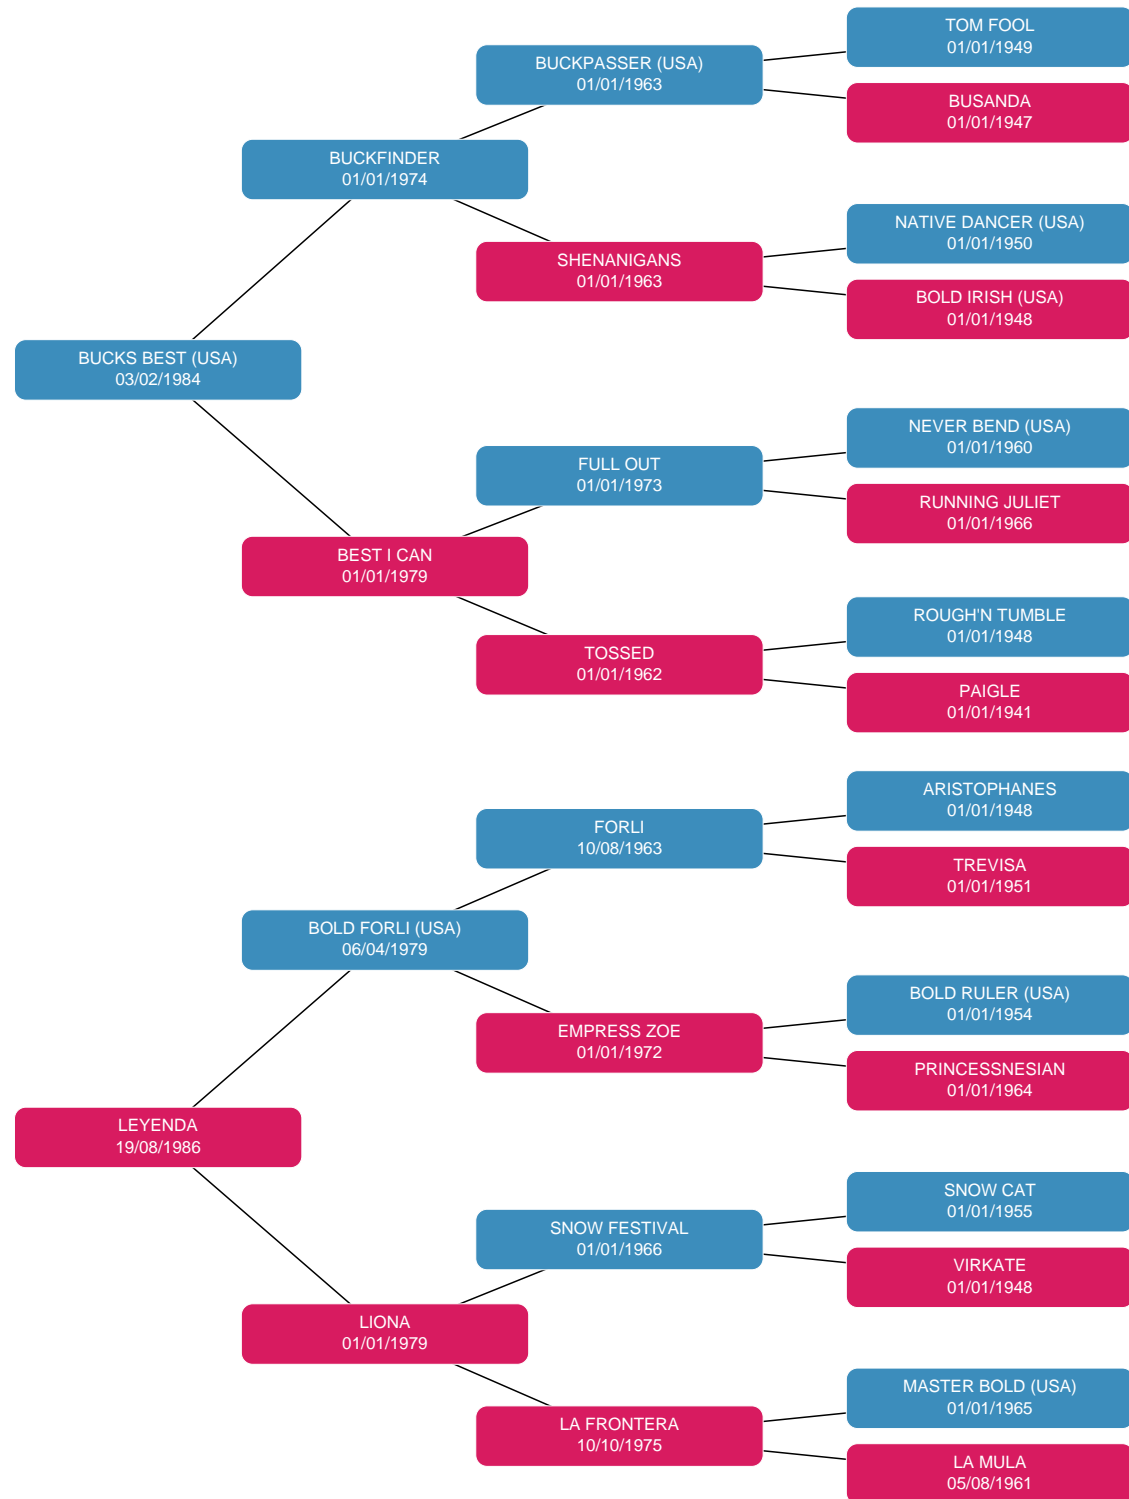 TOM FOOL
01/01/1949
BUCKPASSER (USA)
01/01/1963
BUSANDA
01/01/1947
BUCKFINDER
01/01/1974
NATIVE DANCER (USA)
01/01/1950
SHENANIGANS
01/01/1963
BOLD IRISH (USA)
01/01/1948
BUCKS BEST (USA)
03/02/1984
NEVER BEND (USA)
01/01/1960
FULL OUT
01/01/1973
RUNNING JULIET
01/01/1966
BEST I CAN
01/01/1979
ROUGH'N TUMBLE
01/01/1948
TOSSED
01/01/1962
PAIGLE
01/01/1941
ARISTOPHANES
01/01/1948
FORLI
10/08/1963
TREVISA
01/01/1951
BOLD FORLI (USA)
06/04/1979
BOLD RULER (USA)
01/01/1954
EMPRESS ZOE
01/01/1972
PRINCESSNESIAN
01/01/1964
LEYENDA
19/08/1986
SNOW CAT
01/01/1955
SNOW FESTIVAL
01/01/1966
VIRKATE
01/01/1948
LIONA
01/01/1979
MASTER BOLD (USA)
01/01/1965
LA FRONTERA
10/10/1975
LA MULA
05/08/1961